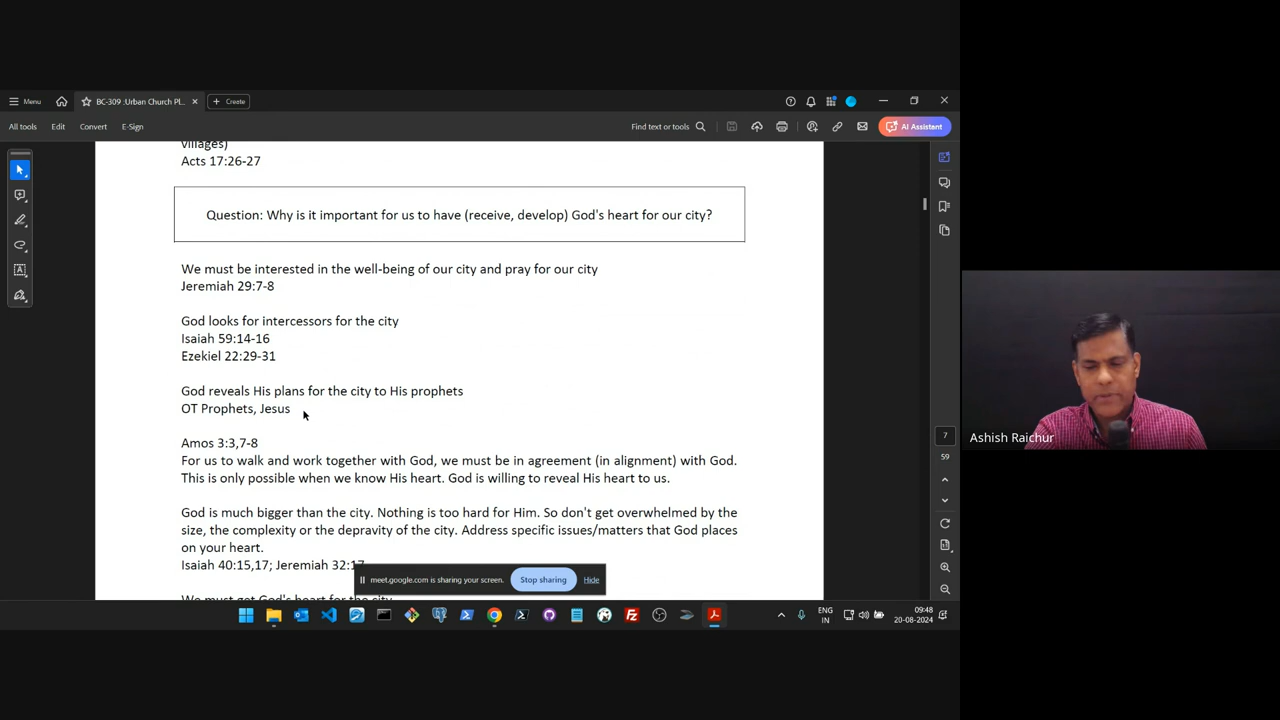 Menu
BC-309 :Urban Church Pl...
Create
All tools
Edit
Convert
E-Sign
Find text or tools
AI Assistant
villages)
Acts 17:26-27
Question: Why is it important for us to have (receive, develop) God's heart for our city?
We must be interested in the well-being of our city and pray for our city
Jeremiah 29:7-8
God looks for intercessors for the city
Isaiah 59:14-16
Ezekiel 22:29-31
God reveals His plans for the city to His prophets
OT Prophets, Jesus
Amos 3:3,7-8
For us to walk and work together with God, we must be in agreement (in alignment) with God.
This is only possible when we know His heart. God is willing to reveal His heart to us.
God is much bigger than the city. Nothing is too hard for Him. So don't get overwhelmed by the
size, the complexity or the depravity of the city. Address specific issues/matters that God places
on your heart.
Isaiah 40:15,17; Jeremiah 32:17
We must get God's heart for the city
7
59
meet.google.com is sharing your screen.
Stop sharing
Hide
ENG
IN
09:48
20-08-2024
Ashish Raichur